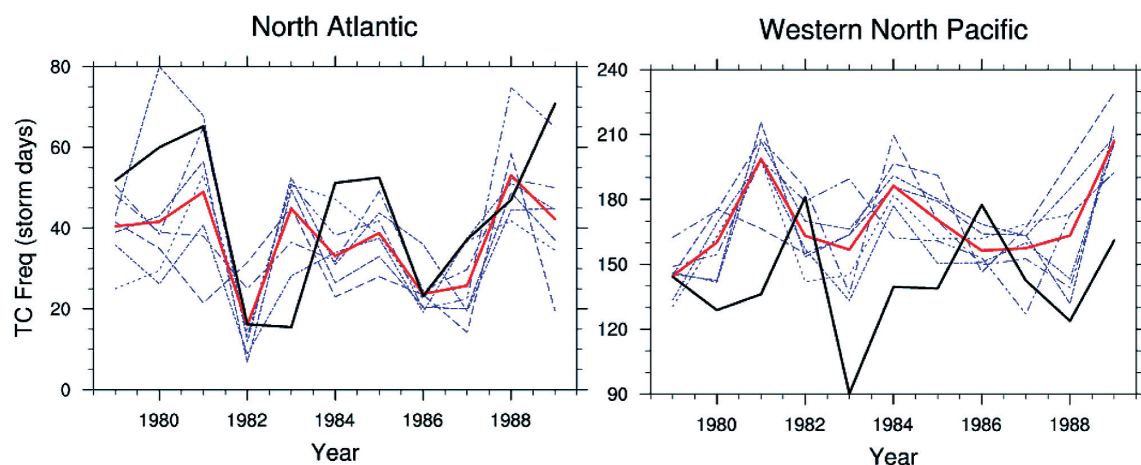 North Atlantic
TC Freq (storm days)
80
60
40
20
0
1980 1982 1984 1986 1988
Year
Western North Pacific
240
210
180
150
120
90
1980 1982 1984 1986 1988
Year